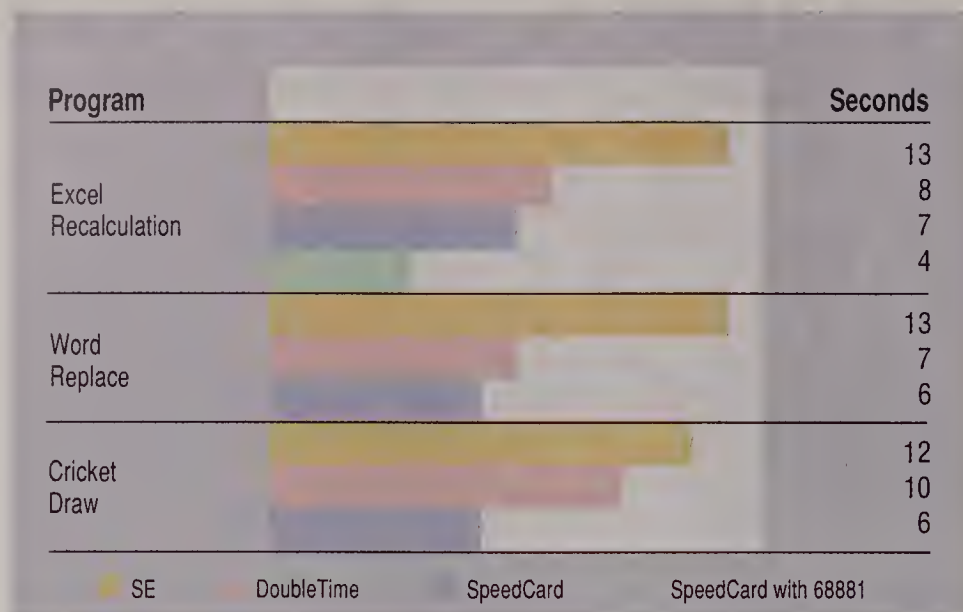 Program Seconds
13
8
Excel
Recalculation 7
4
13
Word
Replace 7
6
12
Cricket
Draw 10
6
SE DoubleTime SpeedCard SpeedCard with 68881